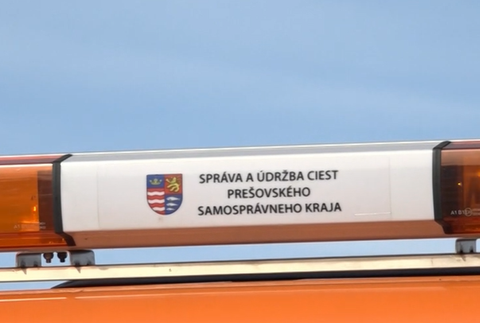 SPRÁVA A ÚDRŽBA CIEST
PREŠOVSKÉHO
SAMOSPRÁVNEHO KRAJA